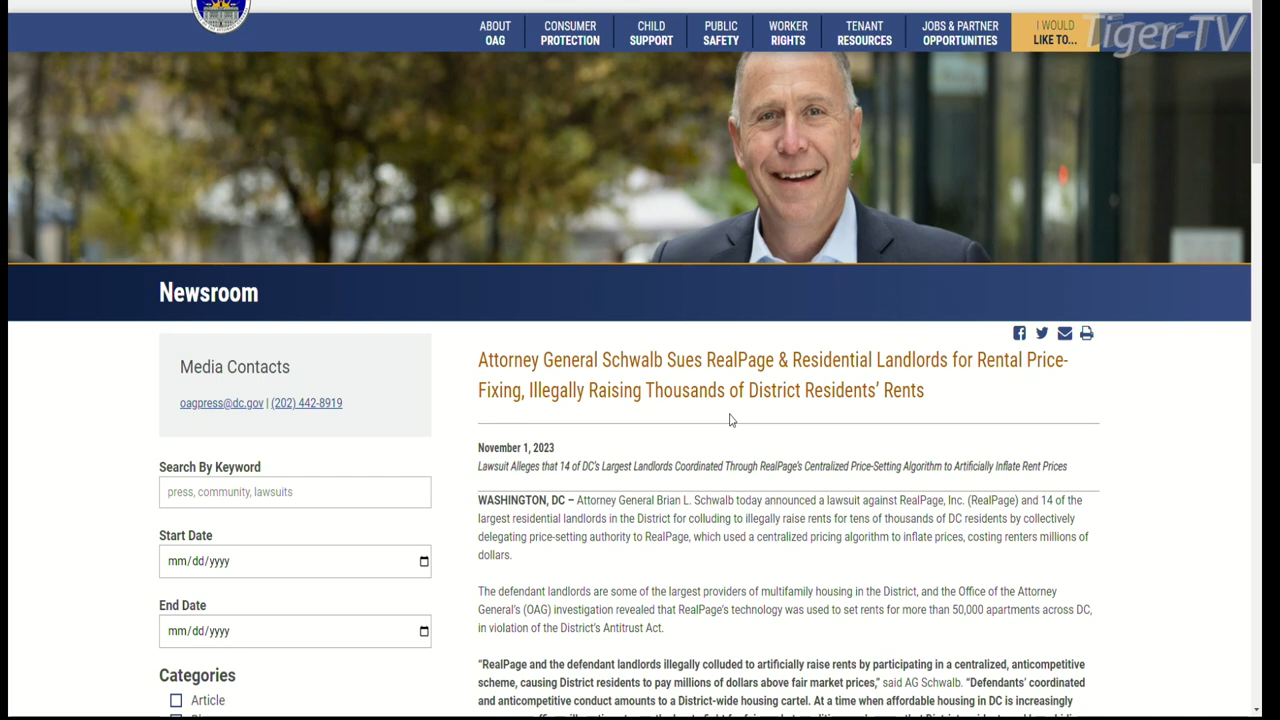 ABOUT
OAG
CONSUMER
PROTECTION
CHILD
SUPPORT
PUBLIC
SAFETY
WORKER
RIGHTS
TENANT
RESOURCES
JOBS & PARTNER
OPPORTUNITIES
I WOULD
LIKE TO...
Tiger-TV
Newsroom
Media Contacts
oagpress@dc.gov | (202) 442-8919
Search By Keyword
press, community, lawsuits
Start Date
mm/dd/yyyy
End Date
mm/dd/yyyy
Categories
Article
Attorney General Schwalb Sues RealPage & Residential Landlords for Rental Price-
Fixing, Illegally Raising Thousands of District Residents’ Rents
November 1, 2023
Lawsuit Alleges that 14 of DC’s Largest Landlords Coordinated Through RealPage’s Centralized Price-Setting Algorithm to Artificially Inflate Rent Prices
WASHINGTON, DC – Attorney General Brian L. Schwalb today announced a lawsuit against RealPage, Inc. (RealPage) and 14 of the
largest residential landlords in the District for colluding to illegally raise rents for tens of thousands of DC residents by collectively
delegating price-setting authority to RealPage, which used a centralized pricing algorithm to inflate prices, costing renters millions of
dollars.
The defendant landlords are some of the largest providers of multifamily housing in the District, and the Office of the Attorney
General’s (OAG) investigation revealed that RealPage’s technology was used to set rents for more than 50,000 apartments across DC,
in violation of the District’s Antitrust Act.
“RealPage and the defendant landlords illegally colluded to artificially raise rents by participating in a centralized, anticompetitive
scheme, causing District residents to pay millions of dollars above fair market prices,” said AG Schwalb. “Defendants’ coordinated
and anticompetitive conduct amounts to a District-wide housing cartel. At a time when affordable housing in DC is increasingly